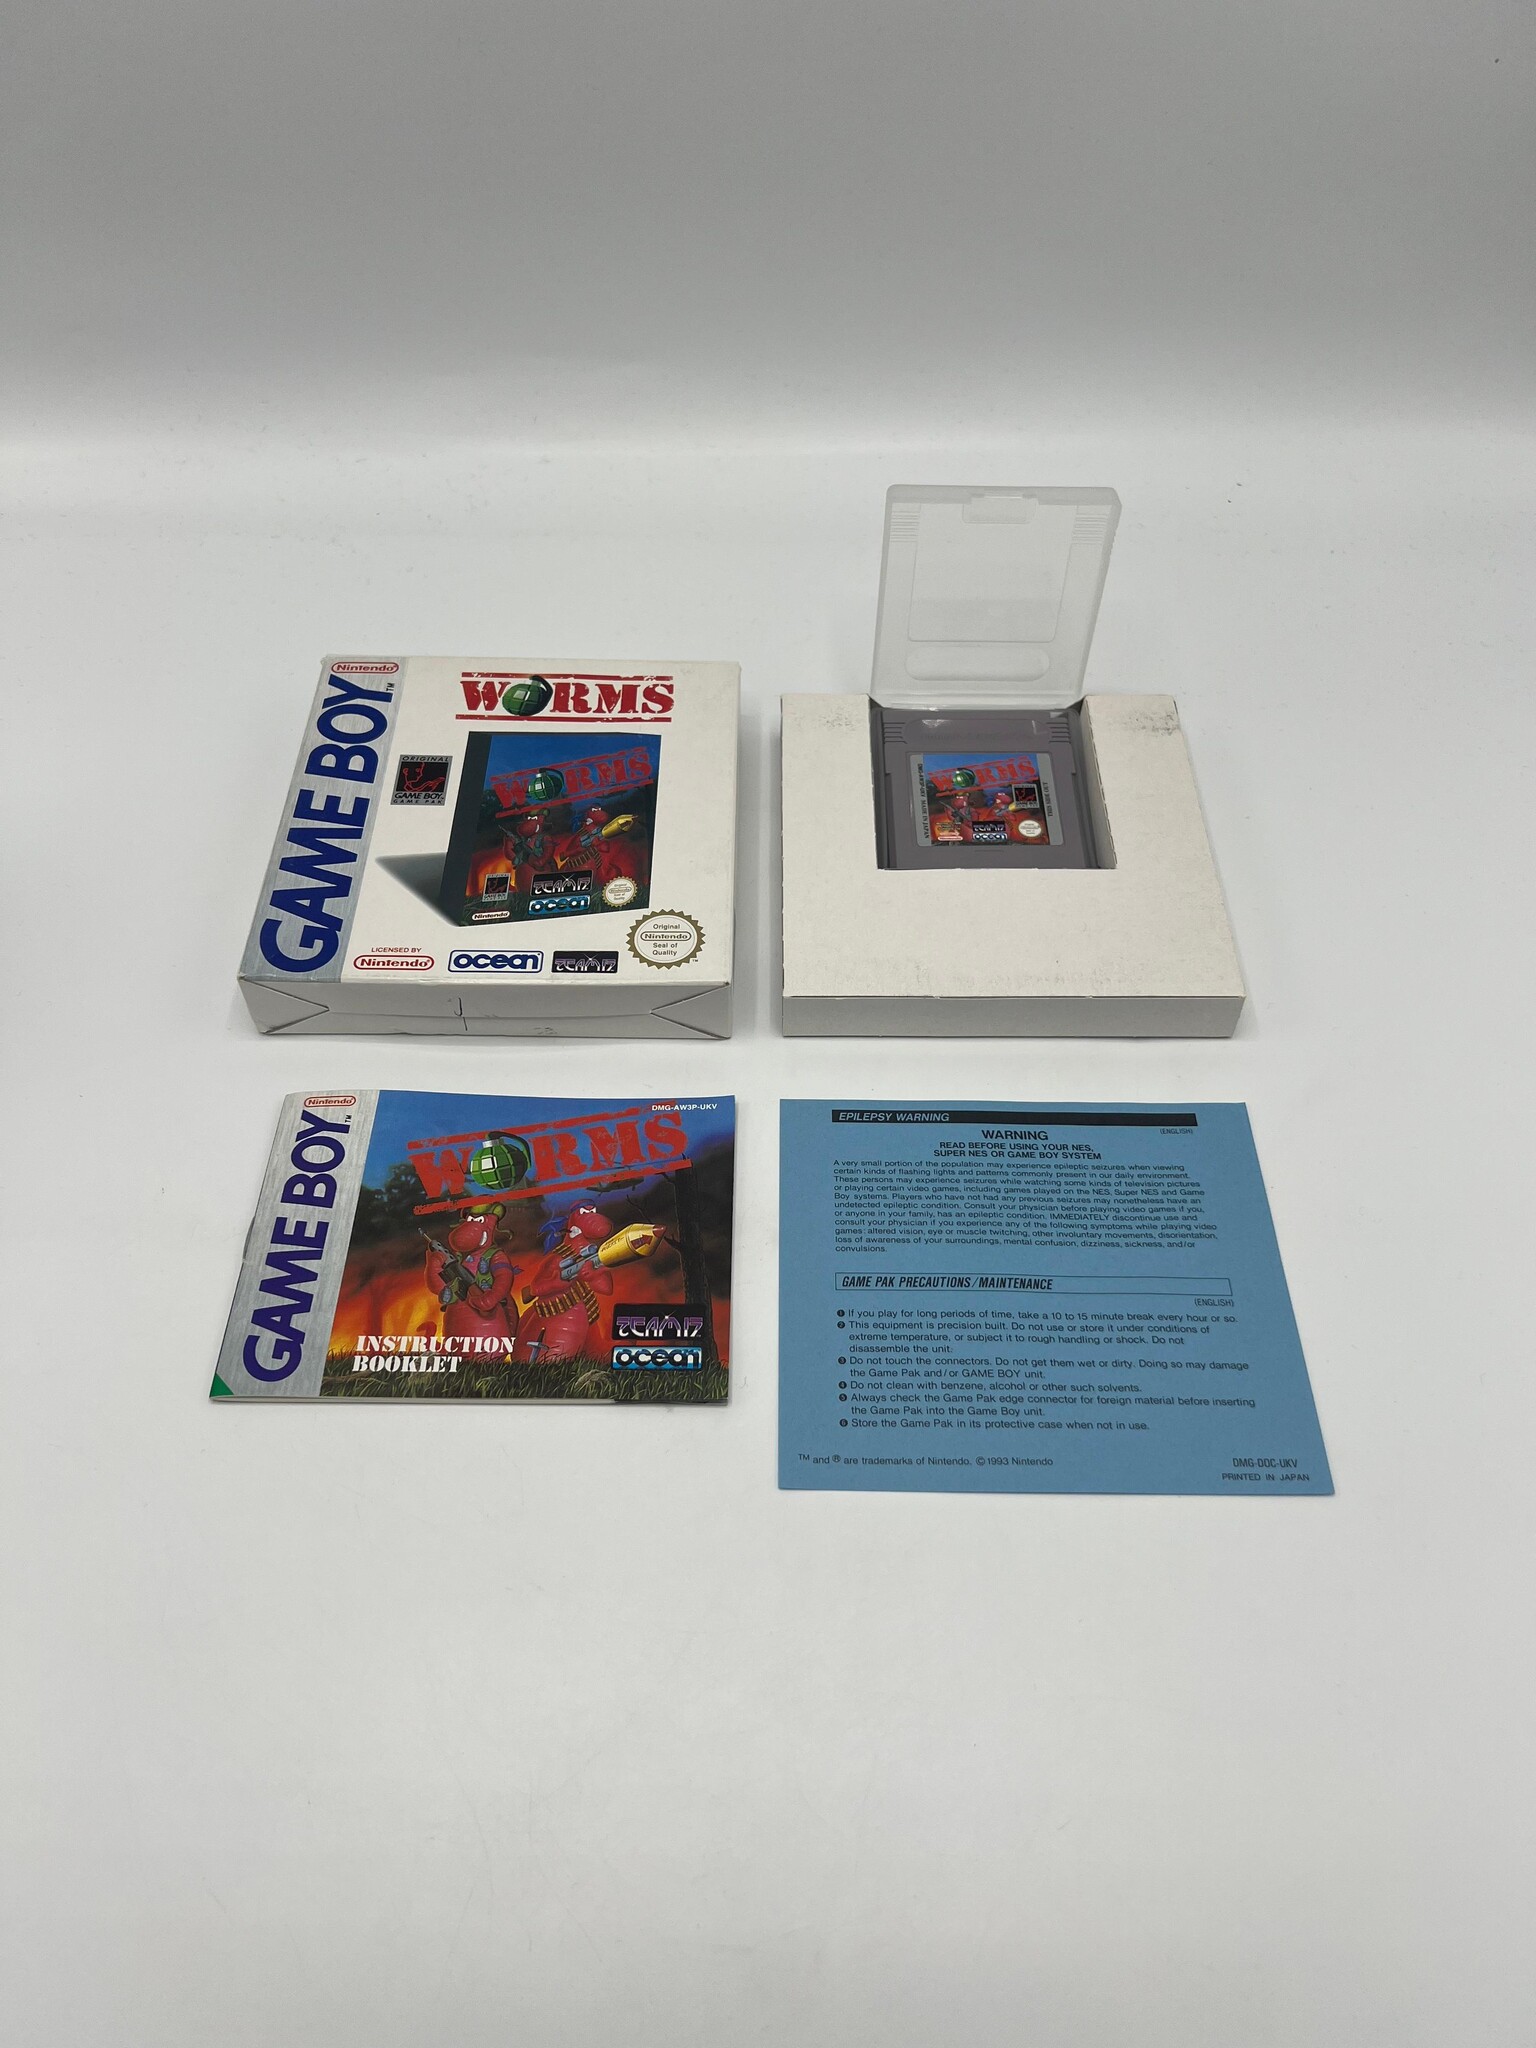 Nintendo®
GAME BOY™
WORMS
ORIGINAL
GAME BOY
GAME PAK
WORMS
TEAM17
ocean
Nintendo
LICENSED BY
Nintendo®
ocean
TEAM17
Original
Nintendo
Seal of
Quality
™
WORMS
THIS SIDE OUT
TEAM17
ocean
Nintendo®
GAME BOY™
DMG-AW3P-UKV
WORMS
INSTRUCTION
BOOKLET
TEAM17
ocean
EPILEPSY WARNING
(ENGLISH)
WARNING
READ BEFORE USING YOUR NES,
SUPER NES OR GAME BOY SYSTEM
A very small portion of the population may experience epileptic seizures when viewing
certain kinds of flashing lights and patterns commonly present in our daily environment.
These persons may experience seizures while watching some kinds of television pictures
or playing certain video games, including games played on the NES, Super NES and Game
Boy systems. Players who have not had any previous seizures may nonetheless have an
undetected epileptic condition. Consult your physician before playing video games if you,
or anyone in your family, has an epileptic condition. IMMEDIATELY discontinue use and
consult your physician if you experience any of the following symptoms while playing video
games: altered vision, eye or muscle twitching, other involuntary movements, disorientation,
loss of awareness of your surroundings, mental confusion, dizziness, sickness, and/or
convulsions.
GAME PAK PRECAUTIONS/MAINTENANCE
(ENGLISH)
❶ If you play for long periods of time, take a 10 to 15 minute break every hour or so.
❷ This equipment is precision built. Do not use or store it under conditions of
extreme temperature, or subject it to rough handling or shock. Do not
disassemble the unit.
❸ Do not touch the connectors. Do not get them wet or dirty. Doing so may damage
the Game Pak and/or GAME BOY unit.
❹ Do not clean with benzene, alcohol or other such solvents.
❺ Always check the Game Pak edge connector for foreign material before inserting
the Game Pak into the Game Boy unit.
❻ Store the Game Pak in its protective case when not in use.
TM and ® are trademarks of Nintendo. ©1993 Nintendo
DMG-DOC-UKV
PRINTED IN JAPAN